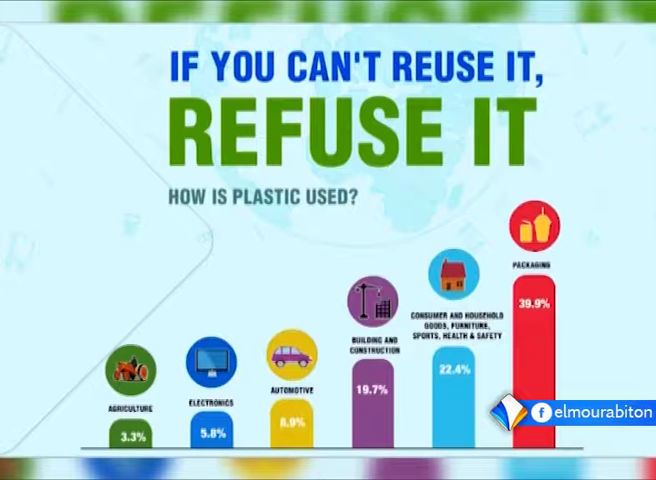 IF YOU CAN'T REUSE IT,
REFUSE IT
HOW IS PLASTIC USED?
PACKAGING
39.9%
CONSUMER AND HOUSEHOLD
GOODS, FURNITURE,
SPORTS, HEALTH & SAFETY
22.4%
BUILDING AND
CONSTRUCTION
19.7%
AUTOMOTIVE
8.9%
ELECTRONICS
5.8%
AGRICULTURE
3.3%
f elmourabiton